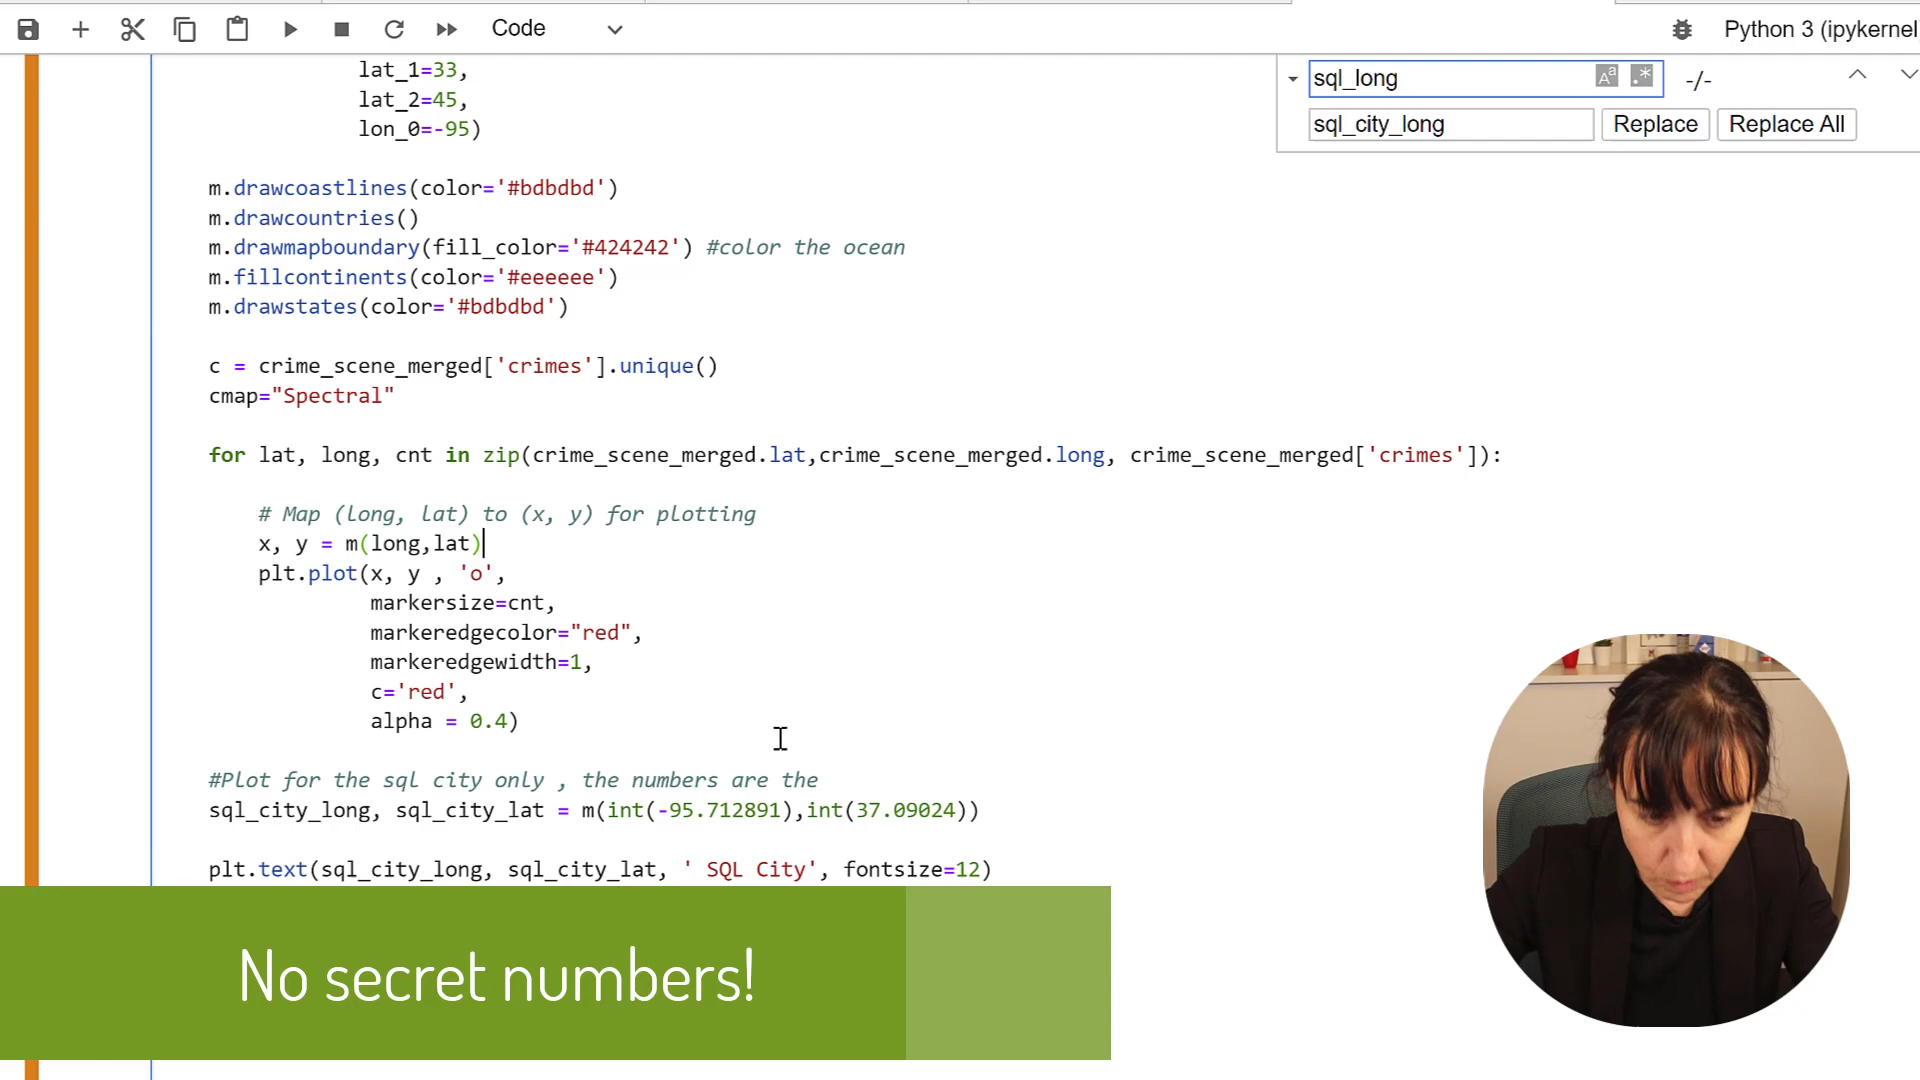 Code
Python 3 (ipykernel
lat_1=33,
lat_2=45,
lon_0=-95)
sql_long
-/-
sql_city_long
Replace
Replace All
m.drawcoastlines(color='#bdbdbd')
m.drawcountries()
m.drawmapboundary(fill_color='#424242') #color the ocean
m.fillcontinents(color='#eeeeee')
m.drawstates(color='#bdbdbd')
c = crime_scene_merged['crimes'].unique()
cmap="Spectral"
for lat, long, cnt in zip(crime_scene_merged.lat,crime_scene_merged.long, crime_scene_merged['crimes']):
# Map (long, lat) to (x, y) for plotting
x, y = m(long,lat)
plt.plot(x, y , 'o',
markersize=cnt,
markeredgecolor="red",
markeredgewidth=1,
c='red',
alpha = 0.4)
#Plot for the sql city only , the numbers are the
sql_city_long, sql_city_lat = m(int(-95.712891),int(37.09024))
plt.text(sql_city_long, sql_city_lat, ' SQL City', fontsize=12)
No secret numbers!